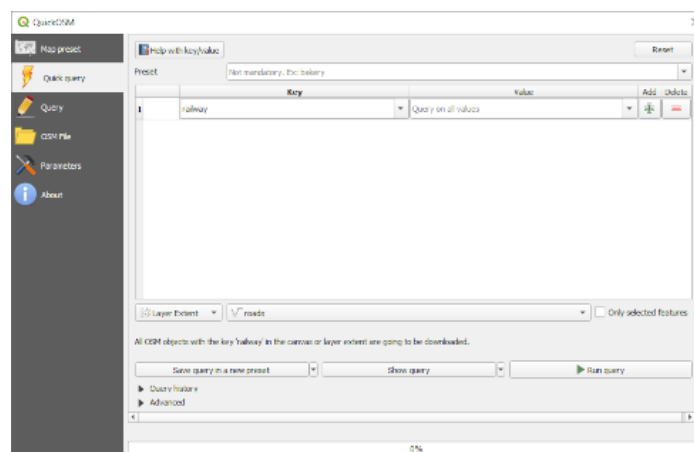 QuickOSM
Map preset
Quick query
Query
OSM File
Parameters
About
Help with key/value
Reset
Preset
Not mandatory. Ex: bakery
Key Value Add Delete
1 railway Query on all values
Layer Extent roads Only selected features
All OSM objects with the key 'railway' in the canvas or layer extent are going to be downloaded.
Save query in a new preset Show query Run query
Query history
Advanced
0%